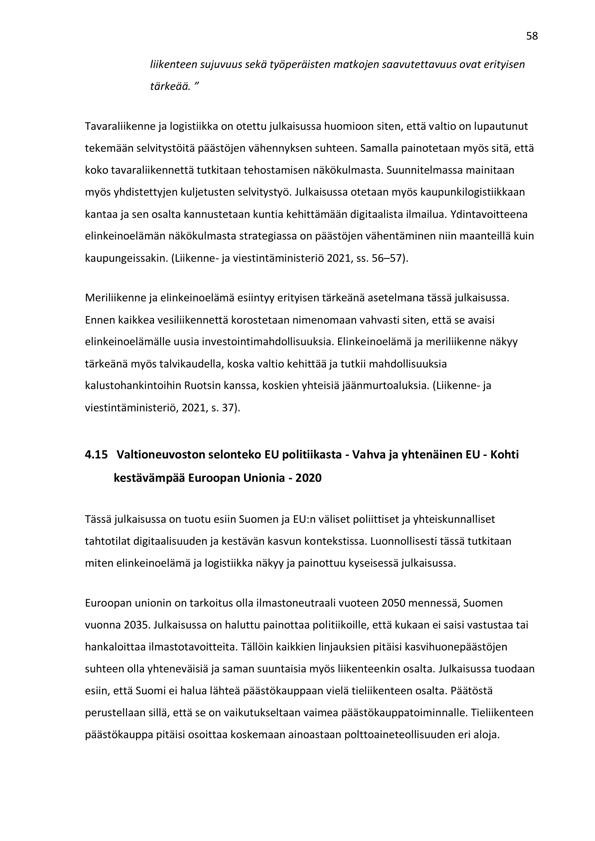 58
liikenteen sujuvuus sekä työperäisten matkojen saavutettavuus ovat erityisen
tärkeää. ”
Tavaraliikenne ja logistiikka on otettu julkaisussa huomioon siten, että valtio on lupautunut
tekemään selvitystöitä päästöjen vähennyksen suhteen. Samalla painotetaan myös sitä, että
koko tavaraliikennettä tutkitaan tehostamisen näkökulmasta. Suunnitelmassa mainitaan
myös yhdistettyjen kuljetusten selvitystyö. Julkaisussa otetaan myös kaupunkilogistiikkaan
kantaa ja sen osalta kannustetaan kuntia kehittämään digitaalista ilmailua. Ydintavoitteena
elinkeinoelämän näkökulmasta strategiassa on päästöjen vähentäminen niin maanteillä kuin
kaupungeissakin. (Liikenne- ja viestintäministeriö 2021, ss. 56–57).
Meriliikenne ja elinkeinoelämä esiintyy erityisen tärkeänä asetelmana tässä julkaisussa.
Ennen kaikkea vesiliikennettä korostetaan nimenomaan vahvasti siten, että se avaisi
elinkeinoelämälle uusia investointimahdollisuuksia. Elinkeinoelämä ja meriliikenne näkyy
tärkeänä myös talvikaudella, koska valtio kehittää ja tutkii mahdollisuuksia
kalustohankintoihin Ruotsin kanssa, koskien yhteisiä jäänmurtoaluksia. (Liikenne- ja
viestintäministeriö, 2021, s. 37).
4.15 Valtioneuvoston selonteko EU politiikasta - Vahva ja yhtenäinen EU - Kohti
kestävämpää Euroopan Unionia - 2020
Tässä julkaisussa on tuotu esiin Suomen ja EU:n väliset poliittiset ja yhteiskunnalliset
tahtotilat digitaalisuuden ja kestävän kasvun kontekstissa. Luonnollisesti tässä tutkitaan
miten elinkeinoelämä ja logistiikka näkyy ja painottuu kyseisessä julkaisussa.
Euroopan unionin on tarkoitus olla ilmastoneutraali vuoteen 2050 mennessä, Suomen
vuonna 2035. Julkaisussa on haluttu painottaa politiikoille, että kukaan ei saisi vastustaa tai
hankaloittaa ilmastotavoitteita. Tällöin kaikkien linjauksien pitäisi kasvihuonepäästöjen
suhteen olla yhteneväisiä ja saman suuntaisia myös liikenteenkin osalta. Julkaisussa tuodaan
esiin, että Suomi ei halua lähteä päästökauppaan vielä tieliikenteen osalta. Päätöstä
perustellaan sillä, että se on vaikutukseltaan vaimea päästökauppatoiminnalle. Tieliikenteen
päästökauppa pitäisi osoittaa koskemaan ainoastaan polttoaineteollisuuden eri aloja.